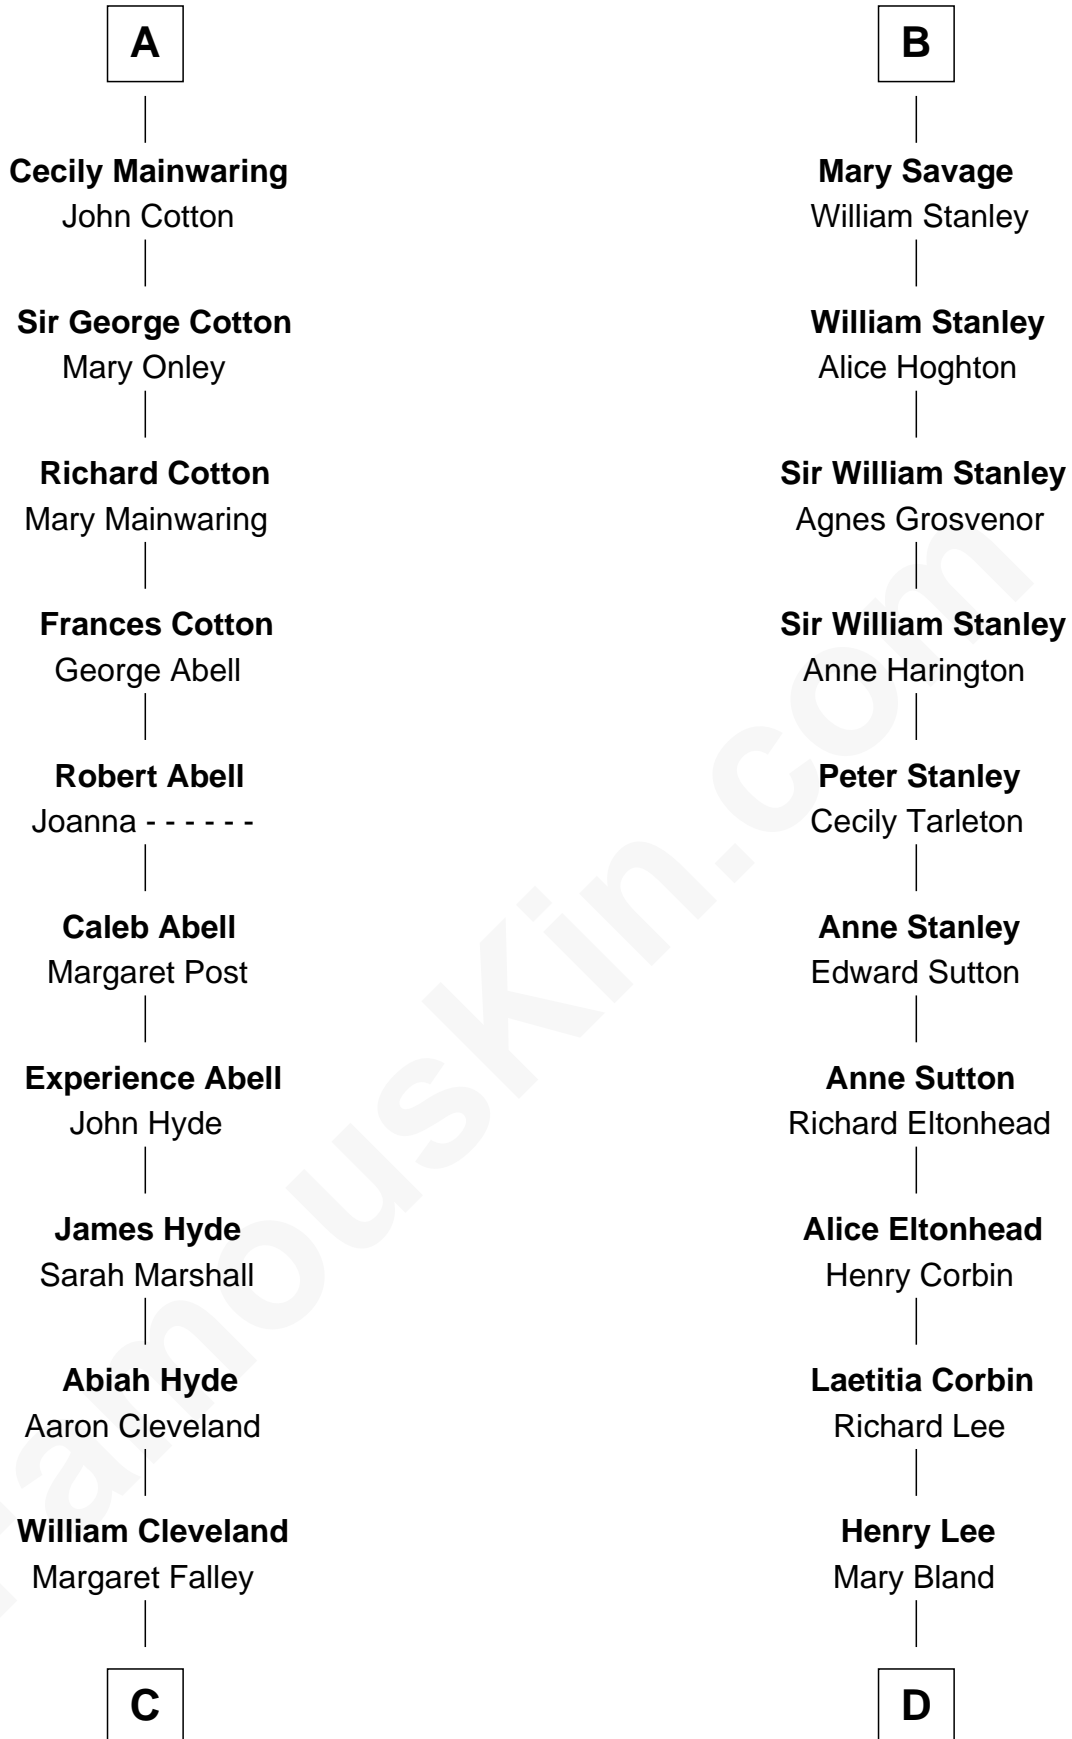 A
Cecily Mainwaring
John Cotton
Sir George Cotton
Mary Onley
Richard Cotton
Mary Mainwaring
Frances Cotton
George Abell
Robert Abell
Joanna - - - - - -
Caleb Abell
Margaret Post
Experience Abell
John Hyde
James Hyde
Sarah Marshall
Abiah Hyde
Aaron Cleveland
William Cleveland
Margaret Falley
C
B
Mary Savage
William Stanley
William Stanley
Alice Hoghton
Sir William Stanley
Agnes Grosvenor
Sir William Stanley
Anne Harington
Peter Stanley
Cecily Tarleton
Anne Stanley
Edward Sutton
Anne Sutton
Richard Eltonhead
Alice Eltonhead
Henry Corbin
Laetitia Corbin
Richard Lee
Henry Lee
Mary Bland
D
FamousKin.com